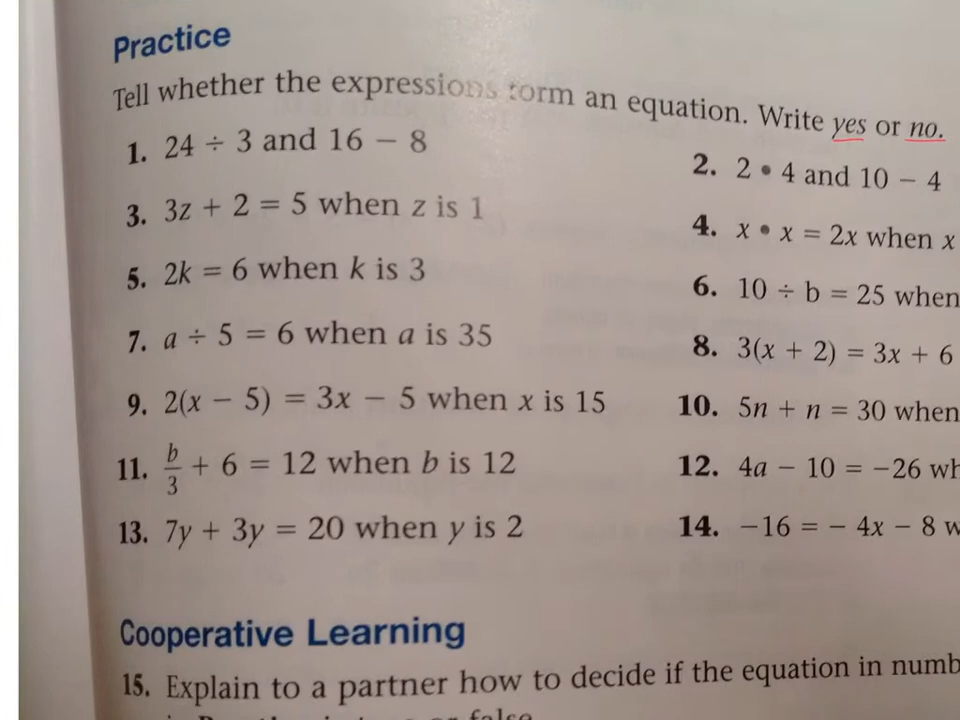 Practice
Tell whether the expressions form an equation. Write yes or no.
1. 24 ÷ 3 and 16 − 8
2. 2 • 4 and 10 − 4
3. 3z + 2 = 5 when z is 1
4. x • x = 2x when x
5. 2k = 6 when k is 3
6. 10 ÷ b = 25 when
7. a ÷ 5 = 6 when a is 35
8. 3(x + 2) = 3x + 6
9. 2(x − 5) = 3x − 5 when x is 15
10. 5n + n = 30 when
11. b/3 + 6 = 12 when b is 12
12. 4a − 10 = −26 wh
13. 7y + 3y = 20 when y is 2
14. −16 = − 4x − 8 w
Cooperative Learning
15. Explain to a partner how to decide if the equation in numb